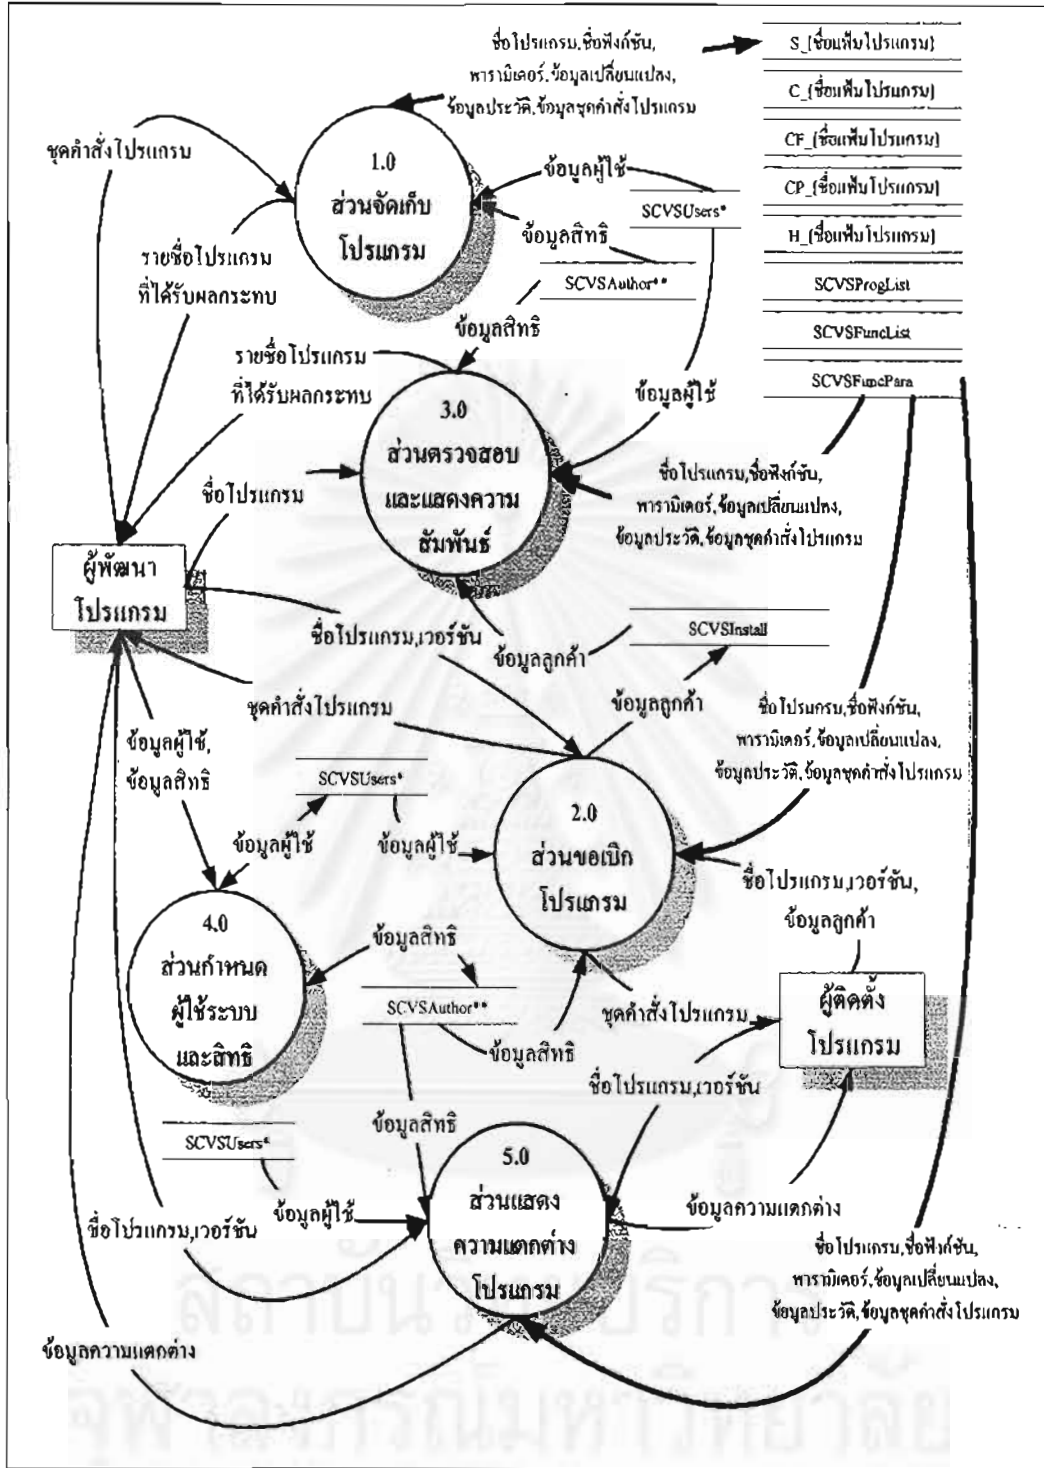 ชื่อโปรแกรม,ชื่อฟังก์ชัน,
พารามิเตอร์,ข้อมูลเปลี่ยนแปลง,
ข้อมูลประวัติ,ข้อมูลชุดคำสั่งโปรแกรม
S_{ชื่อแฟ้มโปรแกรม}
C_{ชื่อแฟ้มโปรแกรม}
CF_{ชื่อแฟ้มโปรแกรม}
CP_{ชื่อแฟ้มโปรแกรม}
H_{ชื่อแฟ้มโปรแกรม}
SCVSProgList
SCVSFuncList
SCVSFuncPara
ชุดคำสั่งโปรแกรม
1.0
ส่วนจัดเก็บ
โปรแกรม
ข้อมูลผู้ใช้
SCVSUsers*
ข้อมูลสิทธิ
SCVSAuthor**
รายชื่อโปรแกรม
ที่ได้รับผลกระทบ
ข้อมูลสิทธิ
รายชื่อโปรแกรม
ที่ได้รับผลกระทบ
3.0
ส่วนตรวจสอบ
และแสดงความ
สัมพันธ์
ข้อมูลผู้ใช้
ชื่อโปรแกรม,ชื่อฟังก์ชัน,
พารามิเตอร์,ข้อมูลเปลี่ยนแปลง,
ข้อมูลประวัติ,ข้อมูลชุดคำสั่งโปรแกรม
ชื่อโปรแกรม
ผู้พัฒนา
โปรแกรม
ชื่อโปรแกรม,เวอร์ชัน
ข้อมูลลูกค้า
SCVSInstall
ข้อมูลลูกค้า
ชุดคำสั่งโปรแกรม
ชื่อโปรแกรม,ชื่อฟังก์ชัน,
พารามิเตอร์,ข้อมูลเปลี่ยนแปลง,
ข้อมูลประวัติ,ข้อมูลชุดคำสั่งโปรแกรม
ข้อมูลผู้ใช้,
ข้อมูลสิทธิ
SCVSUsers*
ข้อมูลผู้ใช้
ข้อมูลผู้ใช้
2.0
ส่วนขอเบิก
โปรแกรม
ชื่อโปรแกรม,เวอร์ชัน,
ข้อมูลลูกค้า
4.0
ส่วนกำหนด
ผู้ใช้ระบบ
และสิทธิ
ข้อมูลสิทธิ
SCVSAuthor**
ข้อมูลสิทธิ
ชุดคำสั่งโปรแกรม
ผู้ติดตั้ง
โปรแกรม
ชื่อโปรแกรม,เวอร์ชัน
ข้อมูลสิทธิ
SCVSUsers*
ข้อมูลผู้ใช้
ชื่อโปรแกรม,เวอร์ชัน
5.0
ส่วนแสดง
ความแตกต่าง
โปรแกรม
ข้อมูลความแตกต่าง
ชื่อโปรแกรม,ชื่อฟังก์ชัน,
พารามิเตอร์,ข้อมูลเปลี่ยนแปลง,
ข้อมูลประวัติ,ข้อมูลชุดคำสั่งโปรแกรม
ข้อมูลความแตกต่าง
สถาบันวิทยบริการ
จุฬาลงกรณ์มหาวิทยาลัย